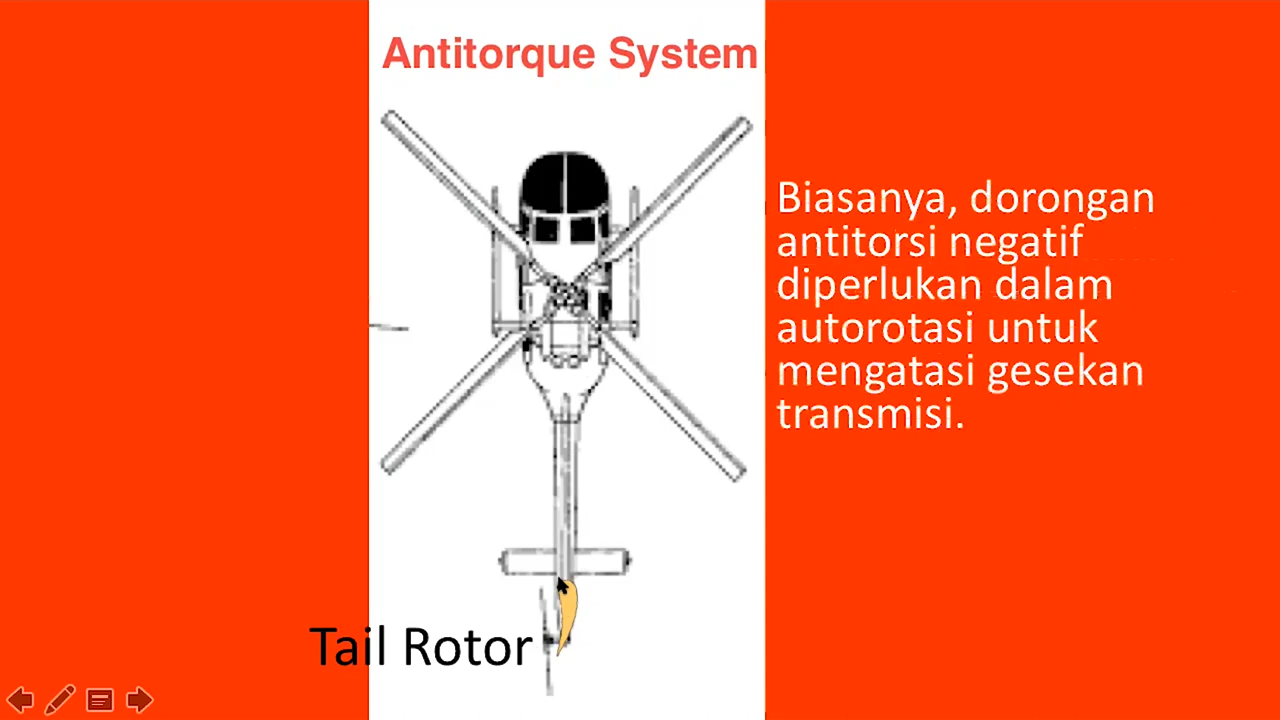 Antitorque System
Biasanya, dorongan
antitorsi negatif
diperlukan dalam
autorotasi untuk
mengatasi gesekan
transmisi.
Tail Rotor